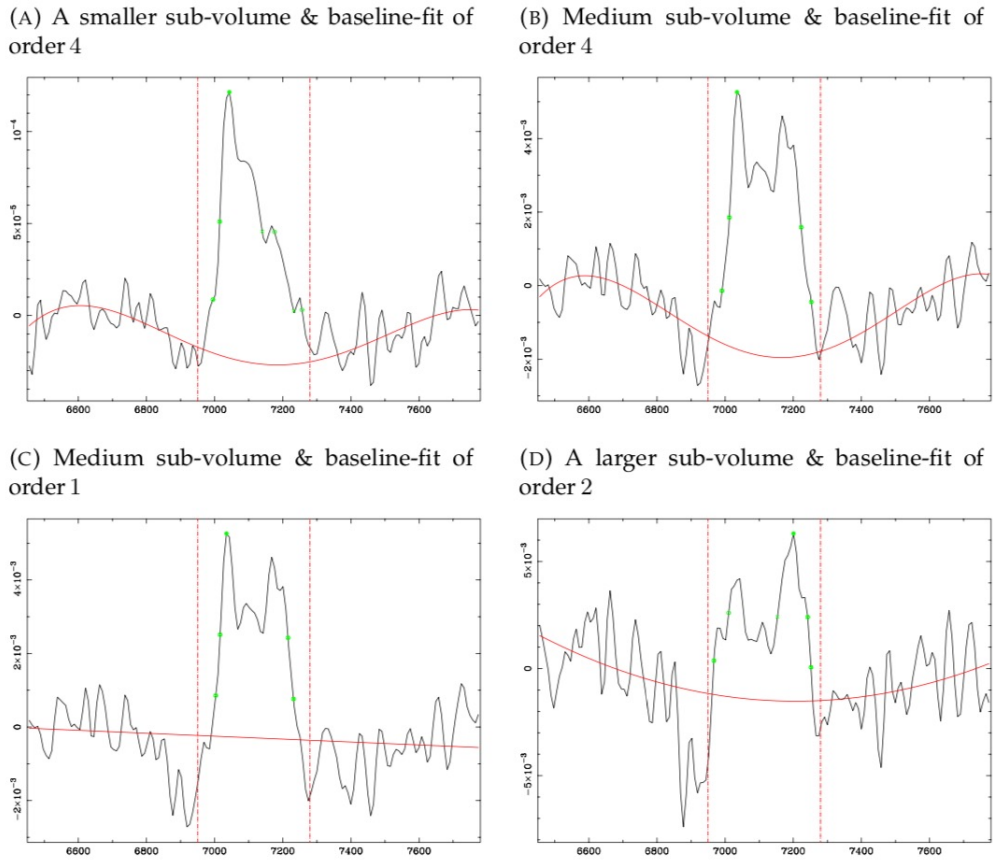 (A) A smaller sub-volume & baseline-fit of
order 4
(B) Medium sub-volume & baseline-fit of
order 4
10⁻⁴
5×10⁻⁵
0
6600 6800 7000 7200 7400 7600
4×10⁻³
2×10⁻³
0
−2×10⁻³
6600 6800 7000 7200 7400 7600
(C) Medium sub-volume & baseline-fit of
order 1
(D) A larger sub-volume & baseline-fit of
order 2
4×10⁻³
2×10⁻³
0
−2×10⁻³
6600 6800 7000 7200 7400 7600
5×10⁻³
0
−5×10⁻³
6600 6800 7000 7200 7400 7600